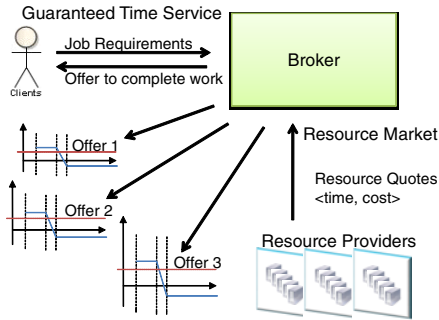 Guaranteed Time Service
Job Requirements
Offer to complete work
Clients
Broker
Offer 1
Resource Market
Resource Quotes
<time, cost>
Offer 2
Offer 3
Resource Providers